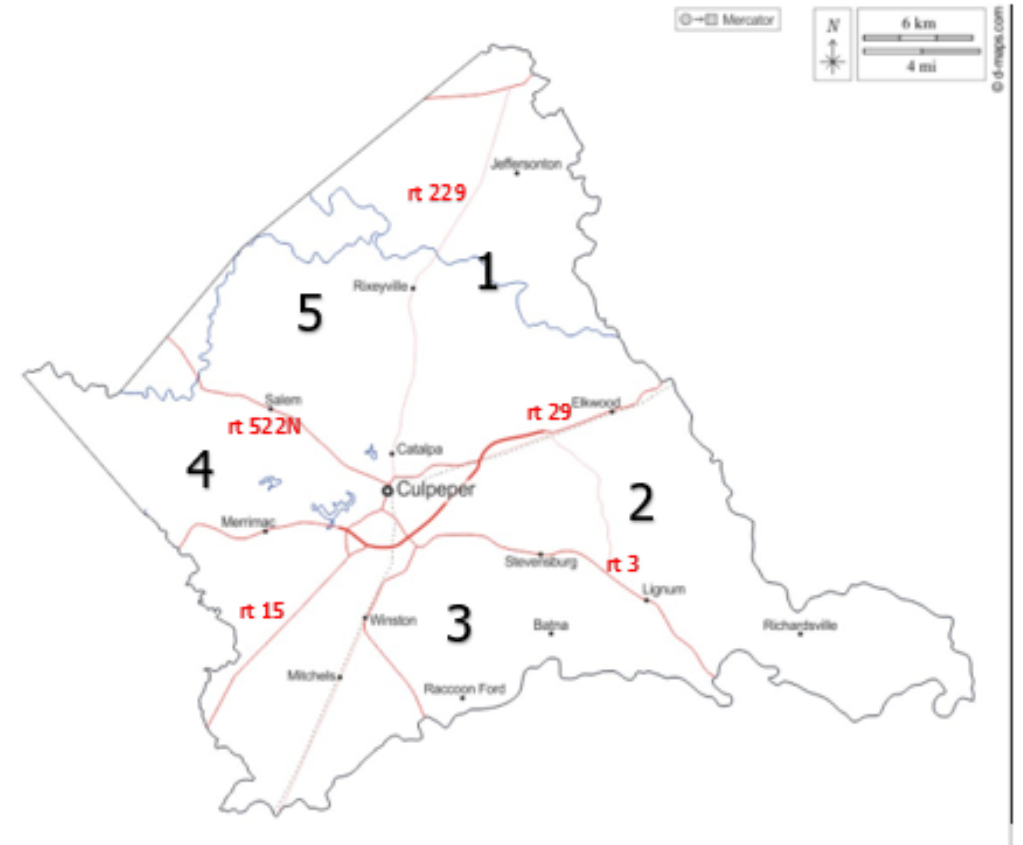 Mercator
N
6 km
4 mi
© d-maps.com
Jeffersonton
rt 229
1
Rixeyville
5
Salem
rt 522N
rt 29
Elkwood
Catalpa
4
Culpeper
2
Merrimac
Stevensburg
rt 3
Lignum
rt 15
Winston
3
Batna
Richardsville
Mitchels
Raccoon Ford